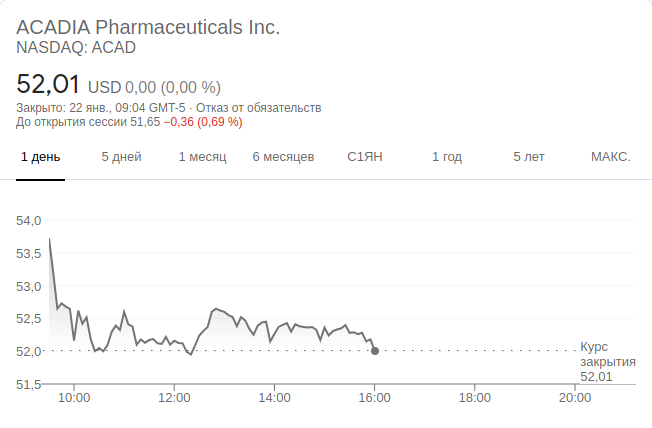 ACADIA Pharmaceuticals Inc.
NASDAQ: ACAD
52,01 USD 0,00 (0,00 %)
Закрыто: 22 янв., 09:04 GMT-5 · Отказ от обязательств
До открытия сессии 51,65 −0,36 (0,69 %)
1 день 5 дней 1 месяц 6 месяцев С1ЯН 1 год 5 лет МАКС.
54,0
53,5
53,0
52,5
52,0
51,5
Курс
закрытия
52,01
10:00 12:00 14:00 16:00 18:00 20:00